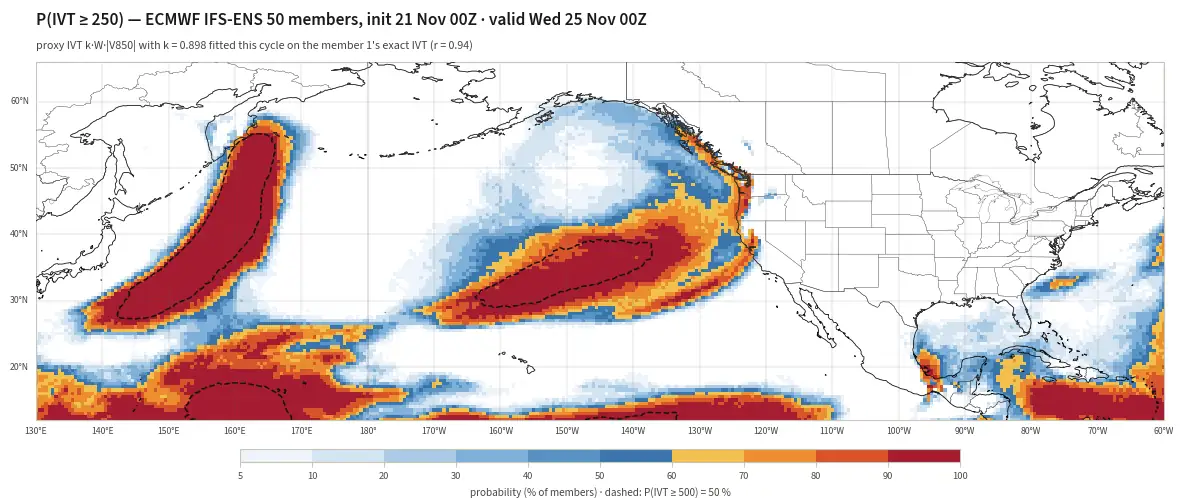 P(IVT ≥ 250) — ECMWF IFS-ENS 50 members, init 21 Nov 00Z · valid Wed 25 Nov 00Z
proxy IVT k·W·|V850| with k = 0.898 fitted this cycle on the member 1's exact IVT (r = 0.94)
60°N
50°N
40°N
30°N
20°N
130°E 140°E 150°E 160°E 170°E 180° 170°W 160°W 150°W 140°W 130°W 120°W 110°W 100°W 90°W 80°W 70°W 60°W
5 10 20 30 40 50 60 70 80 90 100
probability (% of members) · dashed: P(IVT ≥ 500) = 50 %